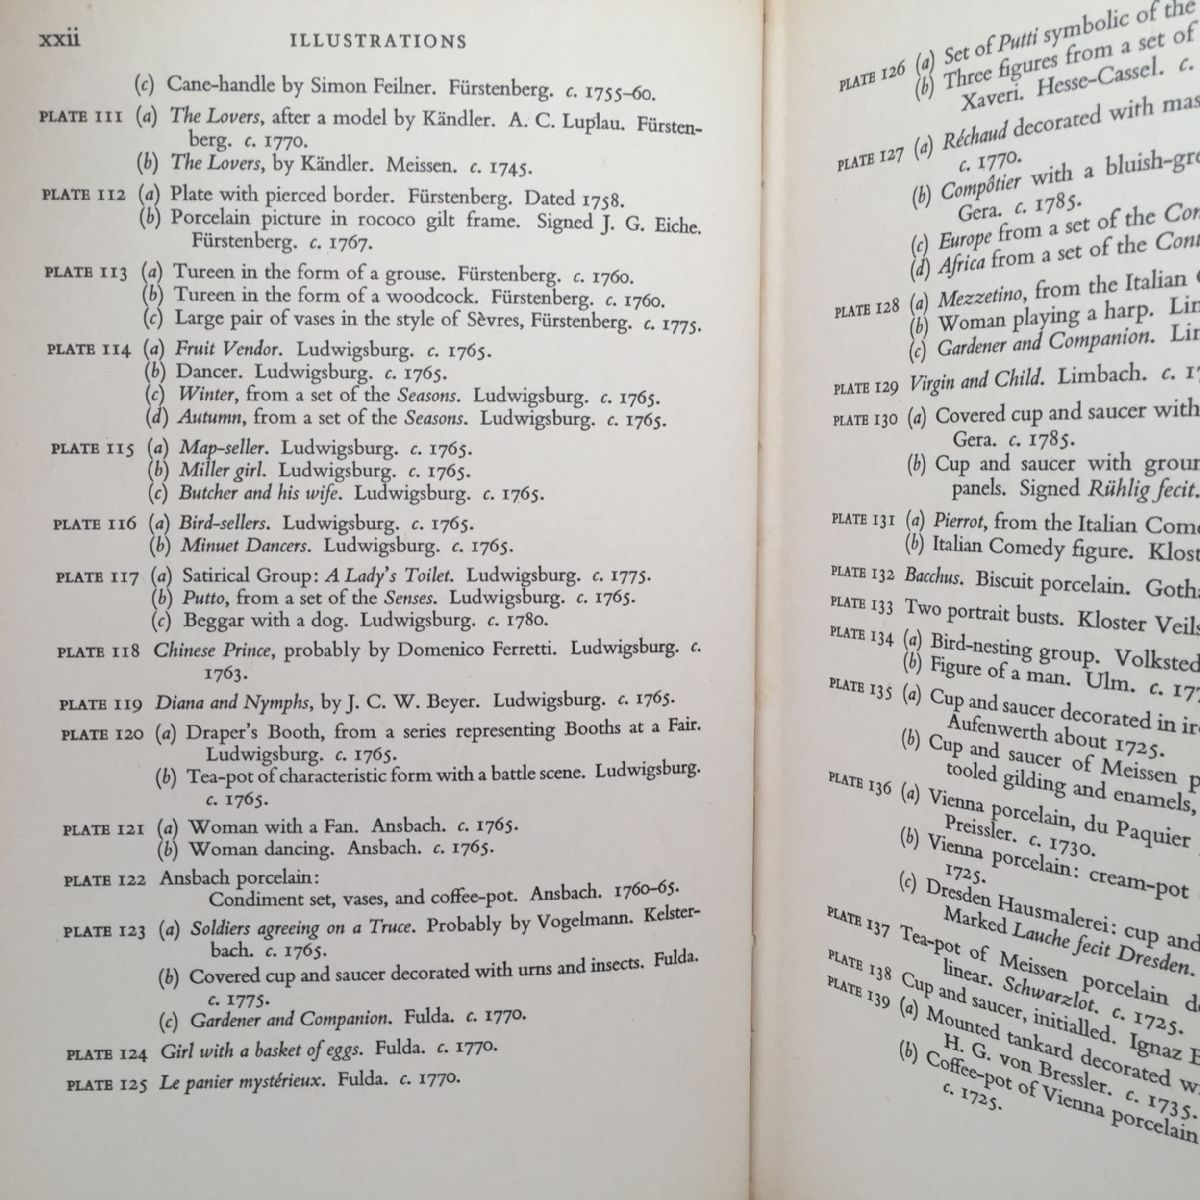 xxii
ILLUSTRATIONS
(c) Cane-handle by Simon Feilner. Fürstenberg. c. 1755–60.
PLATE 111 (a) The Lovers, after a model by Kändler. A. C. Luplau. Fürsten-
berg. c. 1770.
(b) The Lovers, by Kändler. Meissen. c. 1745.
PLATE 112 (a) Plate with pierced border. Fürstenberg. Dated 1758.
(b) Porcelain picture in rococo gilt frame. Signed J. G. Eiche.
Fürstenberg. c. 1767.
PLATE 113 (a) Tureen in the form of a grouse. Fürstenberg. c. 1760.
(b) Tureen in the form of a woodcock. Fürstenberg. c. 1760.
(c) Large pair of vases in the style of Sèvres, Fürstenberg. c. 1775.
PLATE 114 (a) Fruit Vendor. Ludwigsburg. c. 1765.
(b) Dancer. Ludwigsburg. c. 1765.
(c) Winter, from a set of the Seasons. Ludwigsburg. c. 1765.
(d) Autumn, from a set of the Seasons. Ludwigsburg. c. 1765.
PLATE 115 (a) Map-seller. Ludwigsburg. c. 1765.
(b) Miller girl. Ludwigsburg. c. 1765.
(c) Butcher and his wife. Ludwigsburg. c. 1765.
PLATE 116 (a) Bird-sellers. Ludwigsburg. c. 1765.
(b) Minuet Dancers. Ludwigsburg. c. 1765.
PLATE 117 (a) Satirical Group: A Lady's Toilet. Ludwigsburg. c. 1775.
(b) Putto, from a set of the Senses. Ludwigsburg. c. 1765.
(c) Beggar with a dog. Ludwigsburg. c. 1780.
PLATE 118 Chinese Prince, probably by Domenico Ferretti. Ludwigsburg. c.
1763.
PLATE 119 Diana and Nymphs, by J. C. W. Beyer. Ludwigsburg. c. 1765.
PLATE 120 (a) Draper's Booth, from a series representing Booths at a Fair.
Ludwigsburg. c. 1765.
(b) Tea-pot of characteristic form with a battle scene. Ludwigsburg.
c. 1765.
PLATE 121 (a) Woman with a Fan. Ansbach. c. 1765.
(b) Woman dancing. Ansbach. c. 1765.
PLATE 122 Ansbach porcelain:
Condiment set, vases, and coffee-pot. Ansbach. 1760–65.
PLATE 123 (a) Soldiers agreeing on a Truce. Probably by Vogelmann. Kelster-
bach. c. 1765.
(b) Covered cup and saucer decorated with urns and insects. Fulda.
c. 1775.
(c) Gardener and Companion. Fulda. c. 1770.
PLATE 124 Girl with a basket of eggs. Fulda. c. 1770.
PLATE 125 Le panier mystérieux. Fulda. c. 1770.
PLATE 126 (a) Set of Putti symbolic of the
(b) Three figures from a set of
Xaveri. Hesse-Cassel. c.
PLATE 127 (a) Réchaud decorated with mas
c. 1770.
(b) Compôtier with a bluish-gro
Gera. c. 1785.
(c) Europe from a set of the Con
(d) Africa from a set of the Cont
PLATE 128 (a) Mezzetino, from the Italian
(b) Woman playing a harp. Lim
(c) Gardener and Companion. Lim
PLATE 129 Virgin and Child. Limbach. c. 17
PLATE 130 (a) Covered cup and saucer with
Gera. c. 1785.
(b) Cup and saucer with groun
panels. Signed Rühlig fecit.
PLATE 131 (a) Pierrot, from the Italian Come
(b) Italian Comedy figure. Klost
PLATE 132 Bacchus. Biscuit porcelain. Gotha
PLATE 133 Two portrait busts. Kloster Veils
PLATE 134 (a) Bird-nesting group. Volksted
(b) Figure of a man. Ulm. c. 177
PLATE 135 (a) Cup and saucer decorated in iro
Aufenwerth about 1725.
(b) Cup and saucer of Meissen p
tooled gilding and enamels,
PLATE 136 (a) Vienna porcelain, du Paquier
Preissler. c. 1730.
(b) Vienna porcelain: cream-pot
1725.
(c) Dresden Hausmalerei: cup and
Marked Lauche fecit Dresden.
PLATE 137 Tea-pot of Meissen porcelain de
linear. Schwarzlot. c. 1725.
PLATE 138 Cup and saucer, initialled. Ignaz
PLATE 139 (a) Mounted tankard decorated wi
H. G. von Bressler. c. 1735.
(b) Coffee-pot of Vienna porcelain
c. 1725.